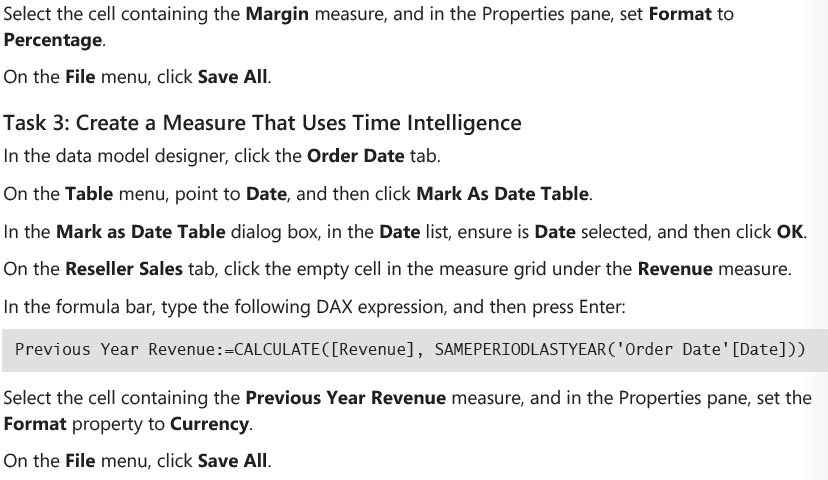 Select the cell containing the Margin measure, and in the Properties pane, set Format to
Percentage.
On the File menu, click Save All.
Task 3: Create a Measure That Uses Time Intelligence
In the data model designer, click the Order Date tab.
On the Table menu, point to Date, and then click Mark As Date Table.
In the Mark as Date Table dialog box, in the Date list, ensure is Date selected, and then click OK.
On the Reseller Sales tab, click the empty cell in the measure grid under the Revenue measure.
In the formula bar, type the following DAX expression, and then press Enter:
Previous Year Revenue:=CALCULATE([Revenue], SAMEPERIODLASTYEAR('Order Date'[Date]))
Select the cell containing the Previous Year Revenue measure, and in the Properties pane, set the
Format property to Currency.
On the File menu, click Save All.